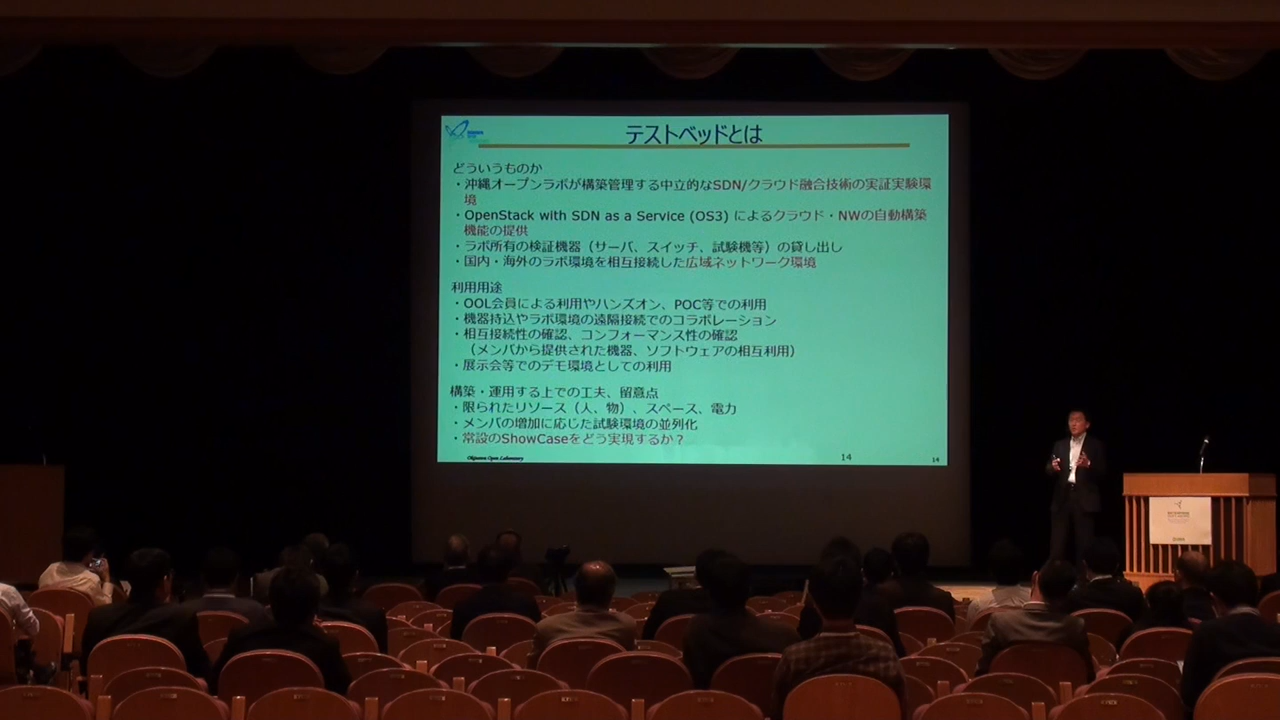 テストベッドとは
どういうものか
・沖縄オープンラボが構築管理する中立的なSDN/クラウド融合技術の実証実験環
境
・OpenStack with SDN as a Service (OS3) によるクラウド・NWの自動構築
機能の提供
・ラボ所有の検証機器（サーバ、スイッチ、試験機等）の貸し出し
・国内・海外のラボ環境を相互接続した広域ネットワーク環境
利用用途
・OOL会員による利用やハンズオン、POC等での利用
・機器持込やラボ環境の遠隔接続でのコラボレーション
・相互接続性の確認、コンフォーマンス性の確認
（メンバから提供された機器、ソフトウェアの相互利用）
・展示会等でのデモ環境としての利用
構築・運用する上での工夫、留意点
・限られたリソース（人、物）、スペース、電力
・メンバの増加に応じた試験環境の並列化
・常設のShowCaseをどう実現するか？
Okinawa Open Laboratory
14
14